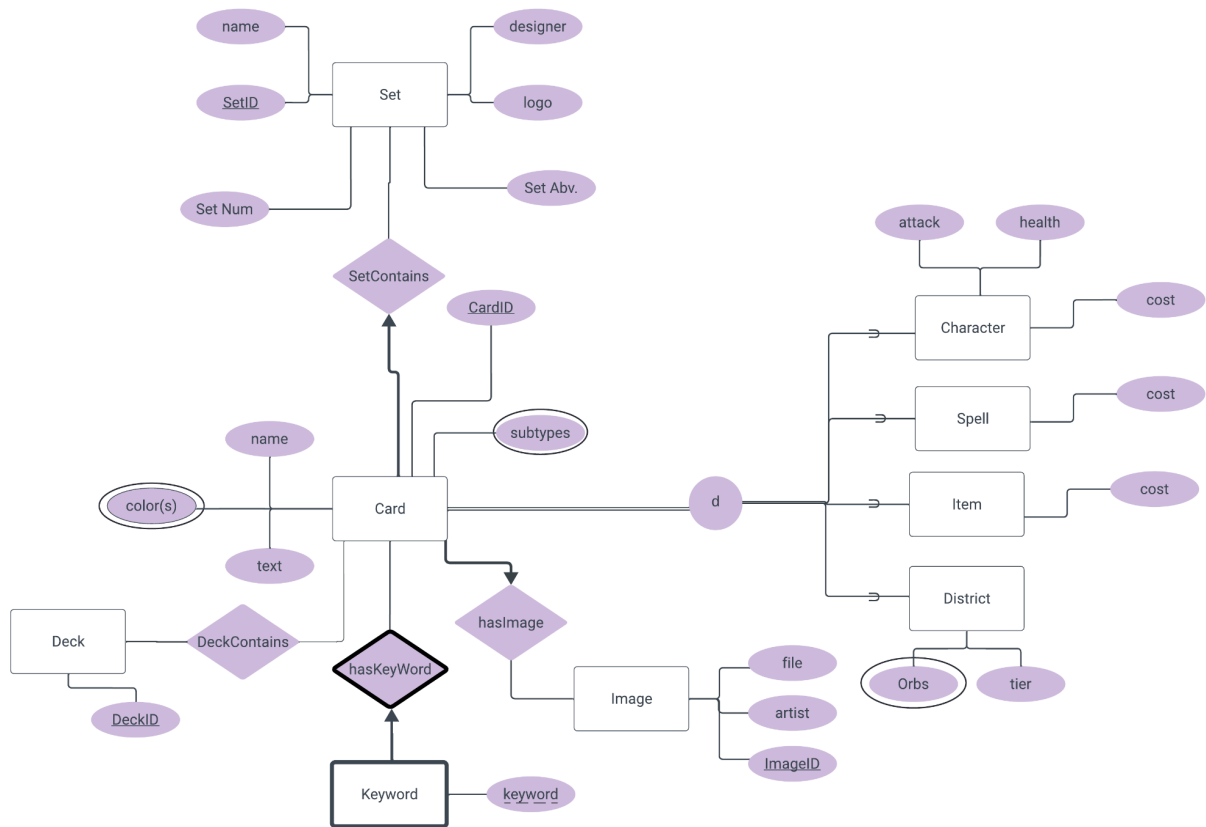 name
designer
Set
SetID
logo
Set Abv.
Set Num
attack
health
SetContains
CardID
cost
Character
cost
Spell
subtypes
name
cost
color(s)
Card
d
Item
text
District
hasImage
Deck
DeckContains
hasKeyWord
file
Orbs
tier
Image
artist
DeckID
ImageID
Keyword
keyword